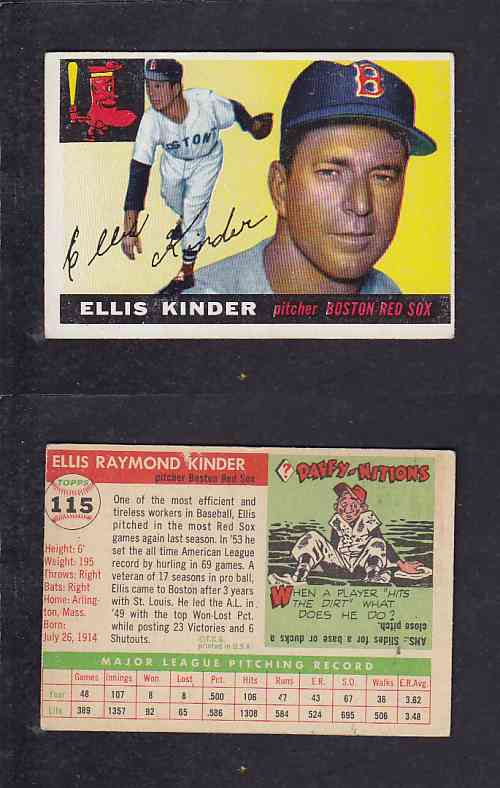 B
BOSTON
Ellis Kinder
ELLIS KINDER pitcher BOSTON RED SOX
ELLIS RAYMOND KINDER
pitcher Boston Red Sox
TOPPS
115
Height: 6'
Weight: 195
Throws: Right
Bats: Right
Home: Arling-
ton, Mass.
Born:
July 26, 1914
One of the most efficient and
tireless workers in Baseball, Ellis
pitched in the most Red Sox
games again last season. In '53 he
set the all time American League
record by hurling in 69 games. A
veteran of 17 seasons in pro ball,
Ellis came to Boston after 3 years
with St. Louis. He led the A.L. in
'49 with the top Won-Lost Pct.
while posting 23 Victories and 6
Shutouts.
©T.C.G.
printed in U.S.A.
? DAFFY-NITIONS
WHEN A PLAYER "HITS
THE DIRT" WHAT
DOES HE DO?
ANS. Slides for a base or ducks a
close pitch.
MAJOR LEAGUE PITCHING RECORD
Games Innings Won Lost Pct. Hits Runs E.R. S.O. Walks E.R.Avg.
Year 48 107 8 8 .500 106 47 43 67 36 3.62
Life 389 1357 92 65 .586 1308 584 524 695 506 3.48